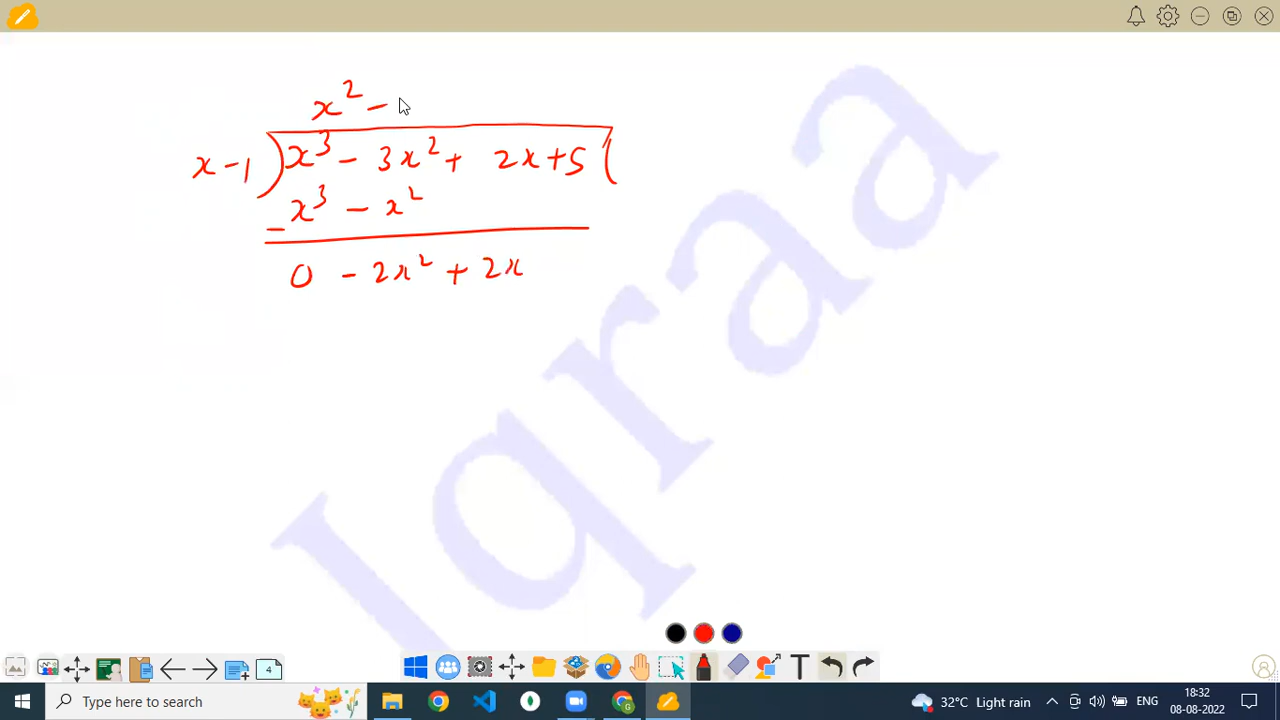 x² -
x - 1 ) x³ - 3x² + 2x + 5 (
x³ - x²
-
0 - 2x² + 2x
Iqraa
4
Type here to search
32°C Light rain
ENG
18:32
08-08-2022